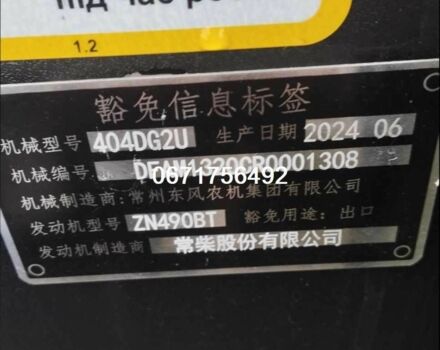 1.2
豁免信息标签
机械型号 404DG2U 生产日期 2024 06
机械编号
0671756492
机械制造商：常州东风农机集团有限公司
发动机型号 ZN490BT 豁免用途：出口
发动机制造商 常柴股份有限公司